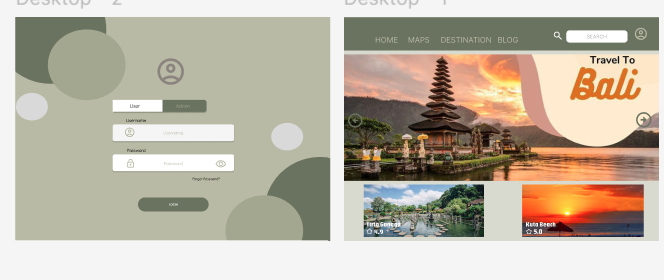 Desktop - 2
User
Admin
Username
Username
Password
Password
Forgot Password?
LOGIN
Desktop - 1
HOME MAPS DESTINATION BLOG
SEARCH
Travel To
Bali
Tirta Gangga
4.9
Kuta Beach
5.0